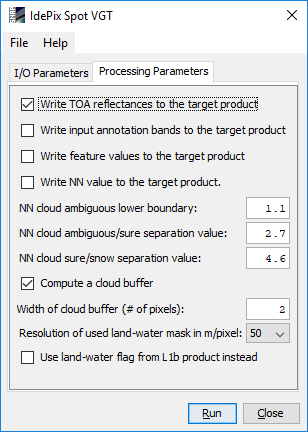 IdePix Spot VGT
File Help
I/O Parameters Processing Parameters
Write TOA reflectances to the target product
Write input annotation bands to the target product
Write feature values to the target product
Write NN value to the target product.
NN cloud ambiguous lower boundary: 1.1
NN cloud ambiguous/sure separation value: 2.7
NN cloud sure/snow separation value: 4.6
Compute a cloud buffer
Width of cloud buffer (# of pixels): 2
Resolution of used land-water mask in m/pixel: 50
Use land-water flag from L1b product instead
Run Close